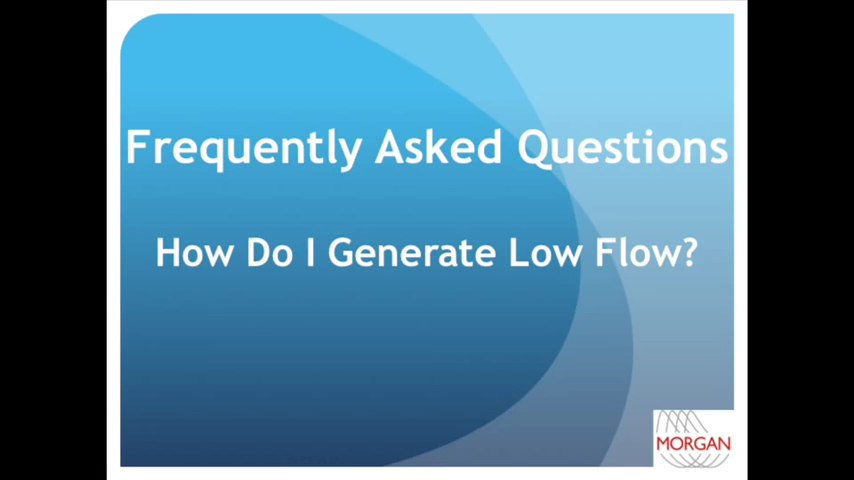 Frequently Asked Questions
How Do I Generate Low Flow?
MORGAN